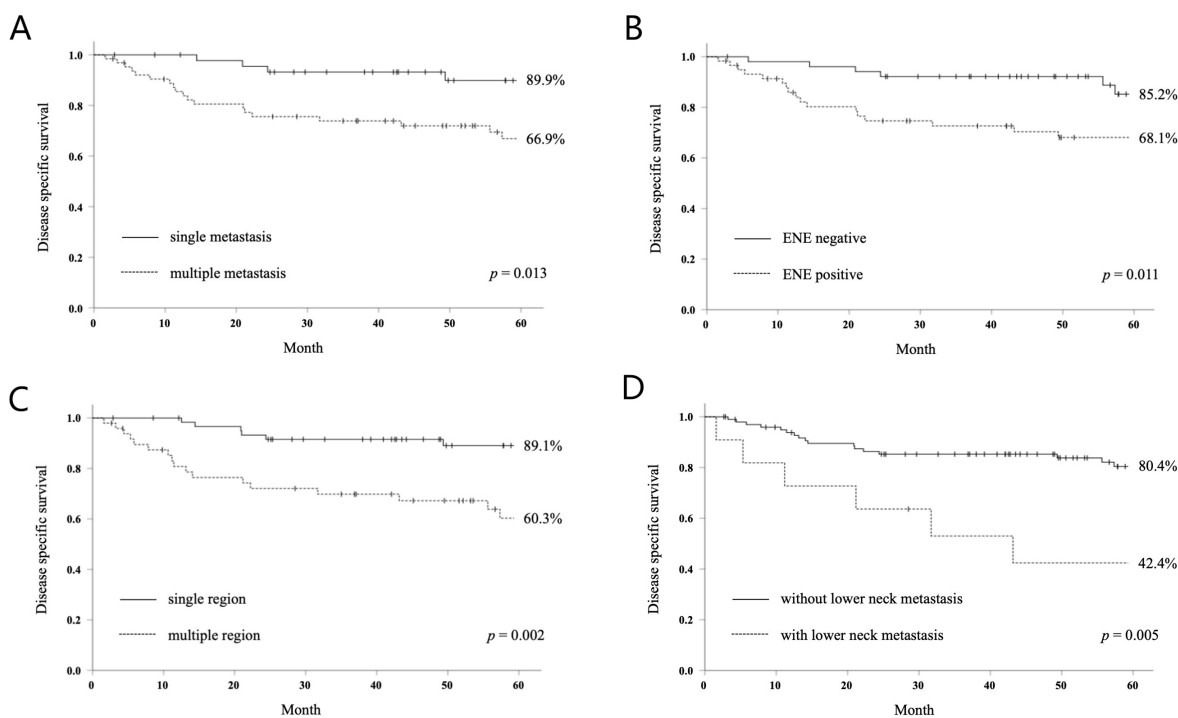 A
Disease specific survival
1.0
0.8
0.6
0.4
0.2
0.0
89.9%
66.9%
single metastasis
multiple metastasis
p = 0.013
0 10 20 30 40 50 60
Month
B
Disease specific survival
1.0
0.8
0.6
0.4
0.2
0.0
85.2%
68.1%
ENE negative
ENE positive
p = 0.011
0 10 20 30 40 50 60
Month
C
Disease specific survival
1.0
0.8
0.6
0.4
0.2
0.0
89.1%
60.3%
single region
multiple region
p = 0.002
0 10 20 30 40 50 60
Month
D
Disease specific survival
1.0
0.8
0.6
0.4
0.2
0.0
80.4%
42.4%
without lower neck metastasis
with lower neck metastasis
p = 0.005
0 10 20 30 40 50 60
Month